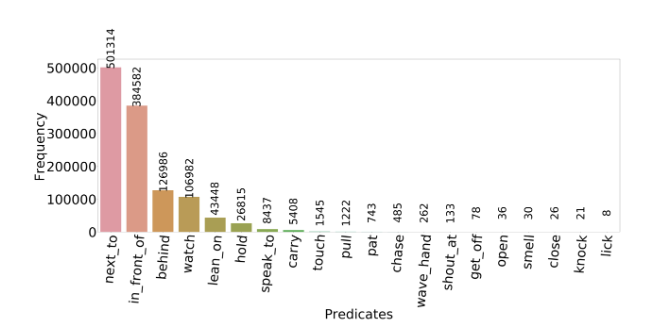 Frequency
500000
400000
300000
200000
100000
0
501314
384582
126986
106982
43448
26815
8437
5408
1545
1222
743
485
262
133
78
36
30
26
21
8
next_to
in_front_of
behind
watch
lean_on
hold
speak_to
carry
touch
pull
pat
chase
wave_hand
shout_at
get_off
open
smell
close
knock
lick
Predicates